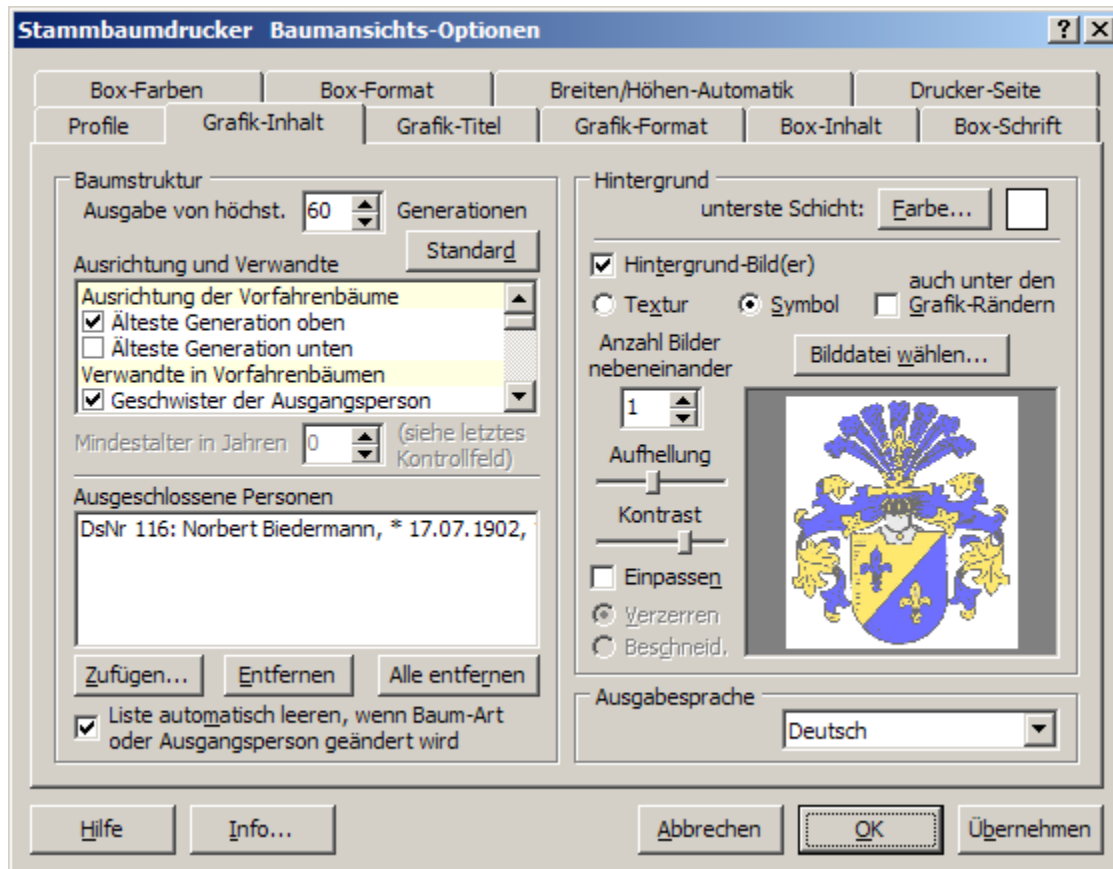 Stammbaumdrucker Baumansichts-Optionen
Box-Farben Box-Format Breiten/Höhen-Automatik Drucker-Seite
Profile Grafik-Inhalt Grafik-Titel Grafik-Format Box-Inhalt Box-Schrift
Baumstruktur
Ausgabe von höchst. 60 Generationen
Standard
Ausrichtung und Verwandte
Ausrichtung der Vorfahrenbäume
Älteste Generation oben
Älteste Generation unten
Verwandte in Vorfahrenbäumen
Geschwister der Ausgangsperson
Mindestalter in Jahren 0 (siehe letztes
Kontrollfeld)
Ausgeschlossene Personen
DsNr 116: Norbert Biedermann, * 17.07.1902,
Zufügen... Entfernen Alle entfernen
Liste automatisch leeren, wenn Baum-Art
oder Ausgangsperson geändert wird
Hintergrund
unterste Schicht: Farbe...
Hintergrund-Bild(er)
Textur Symbol
auch unter den
Grafik-Rändern
Anzahl Bilder
nebeneinander
Bilddatei wählen...
1
Aufhellung
Kontrast
Einpassen
Verzerren
Beschneid.
Ausgabesprache
Deutsch
Hilfe Info... Abbrechen OK Übernehmen